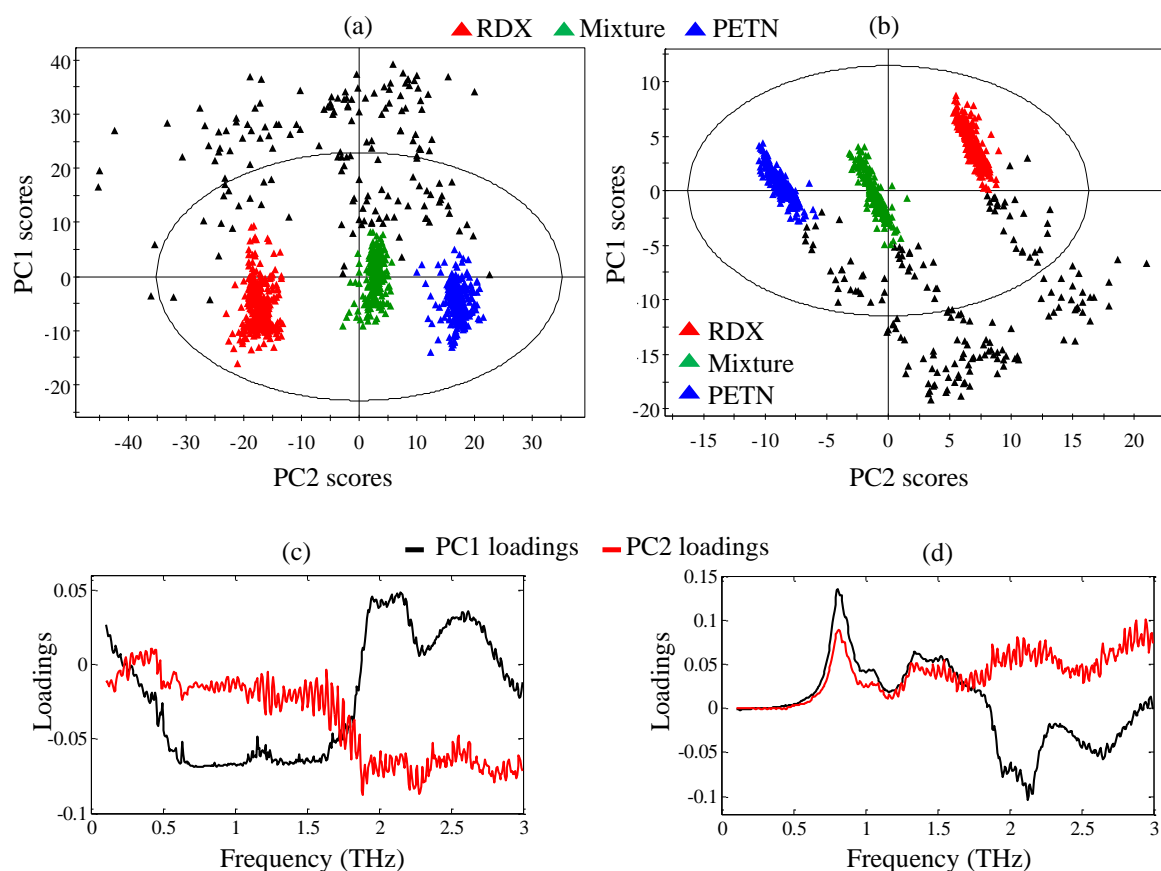 (a)
RDX Mixture PETN
(b)
40
30
20
10
0
-10
-20
PC1 scores
-40 -30 -20 -10 0 10 20 30
PC2 scores
10
5
0
-5
-10
-15
-20
PC1 scores
RDX
Mixture
PETN
-15 -10 -5 0 5 10 15 20
PC2 scores
(c)
PC1 loadings PC2 loadings
(d)
0.05
0
-0.05
-0.1
Loadings
0 0.5 1 1.5 2 2.5 3
Frequency (THz)
0.15
0.1
0.05
0
-0.05
-0.1
Loadings
0 0.5 1 1.5 2 2.5 3
Frequency (THz)